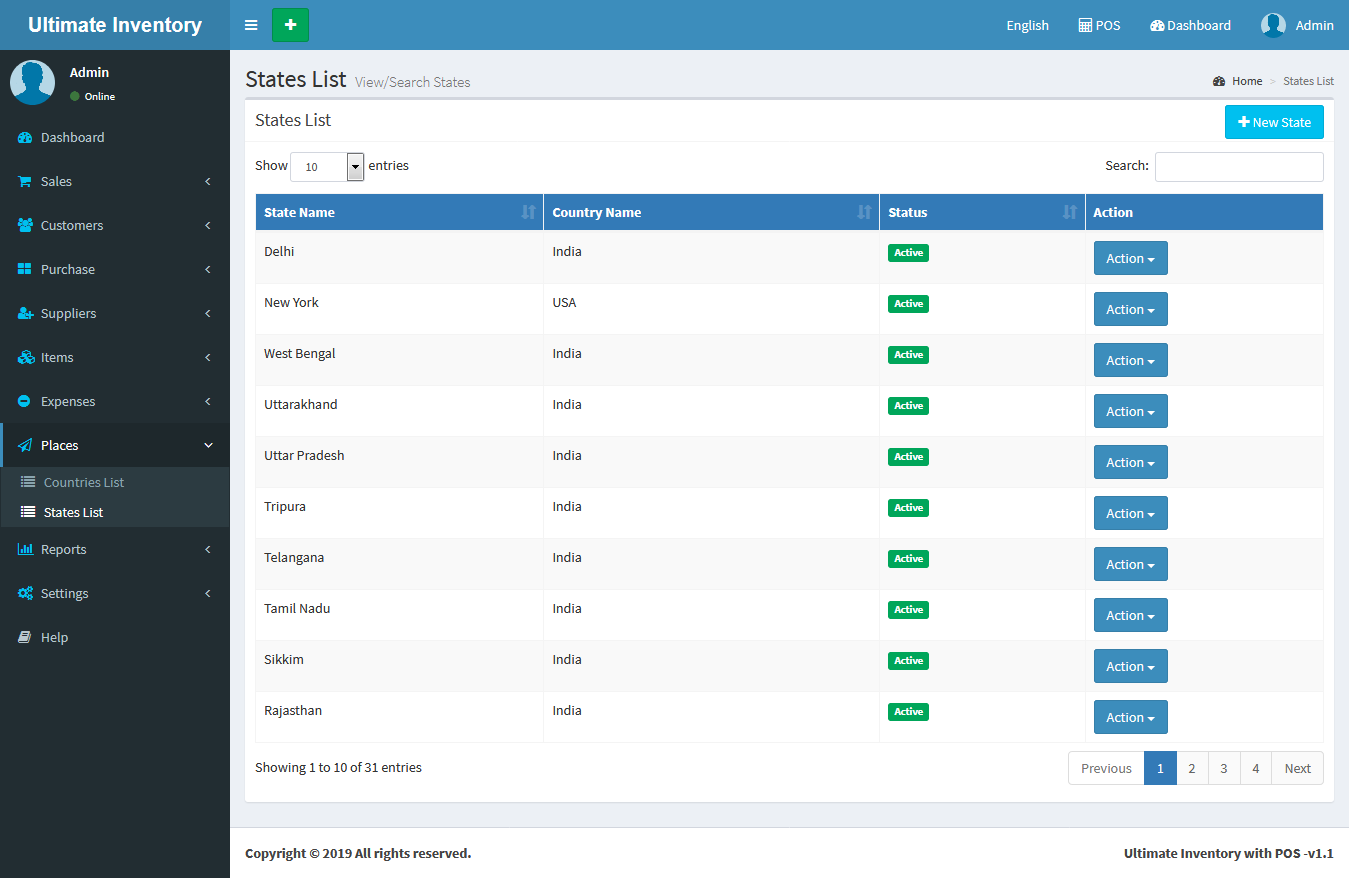 Ultimate Inventory
English POS Dashboard Admin
Admin
Online
Dashboard
Sales
Customers
Purchase
Suppliers
Items
Expenses
Places
Countries List
States List
Reports
Settings
Help
States List View/Search States
Home > States List
States List
New State
Show 10 entries
Search:
State Name Country Name Status Action
Delhi India Active Action
New York USA Active Action
West Bengal India Active Action
Uttarakhand India Active Action
Uttar Pradesh India Active Action
Tripura India Active Action
Telangana India Active Action
Tamil Nadu India Active Action
Sikkim India Active Action
Rajasthan India Active Action
Showing 1 to 10 of 31 entries
Previous 1 2 3 4 Next
Copyright © 2019 All rights reserved.
Ultimate Inventory with POS -v1.1